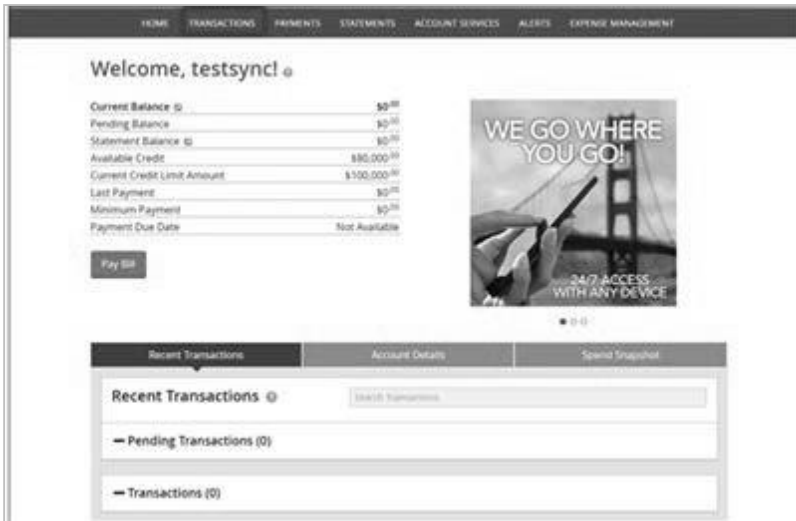 HOME TRANSACTIONS PAYMENTS STATEMENTS ACCOUNT SERVICES ALERTS EXPENSE MANAGEMENT
Welcome, testsync!
Current Balance $0.00
Pending Balance $0.00
Statement Balance $0.00
Available Credit $80,000.00
Current Credit Limit Amount $100,000.00
Last Payment $0.00
Minimum Payment $0.00
Payment Due Date Not Available
Pay Bill
WE GO WHERE
YOU GO!
24/7 ACCESS
WITH ANY DEVICE
Recent Transactions Account Details Spend Snapshot
Recent Transactions Search transactions
Pending Transactions (0)
Transactions (0)